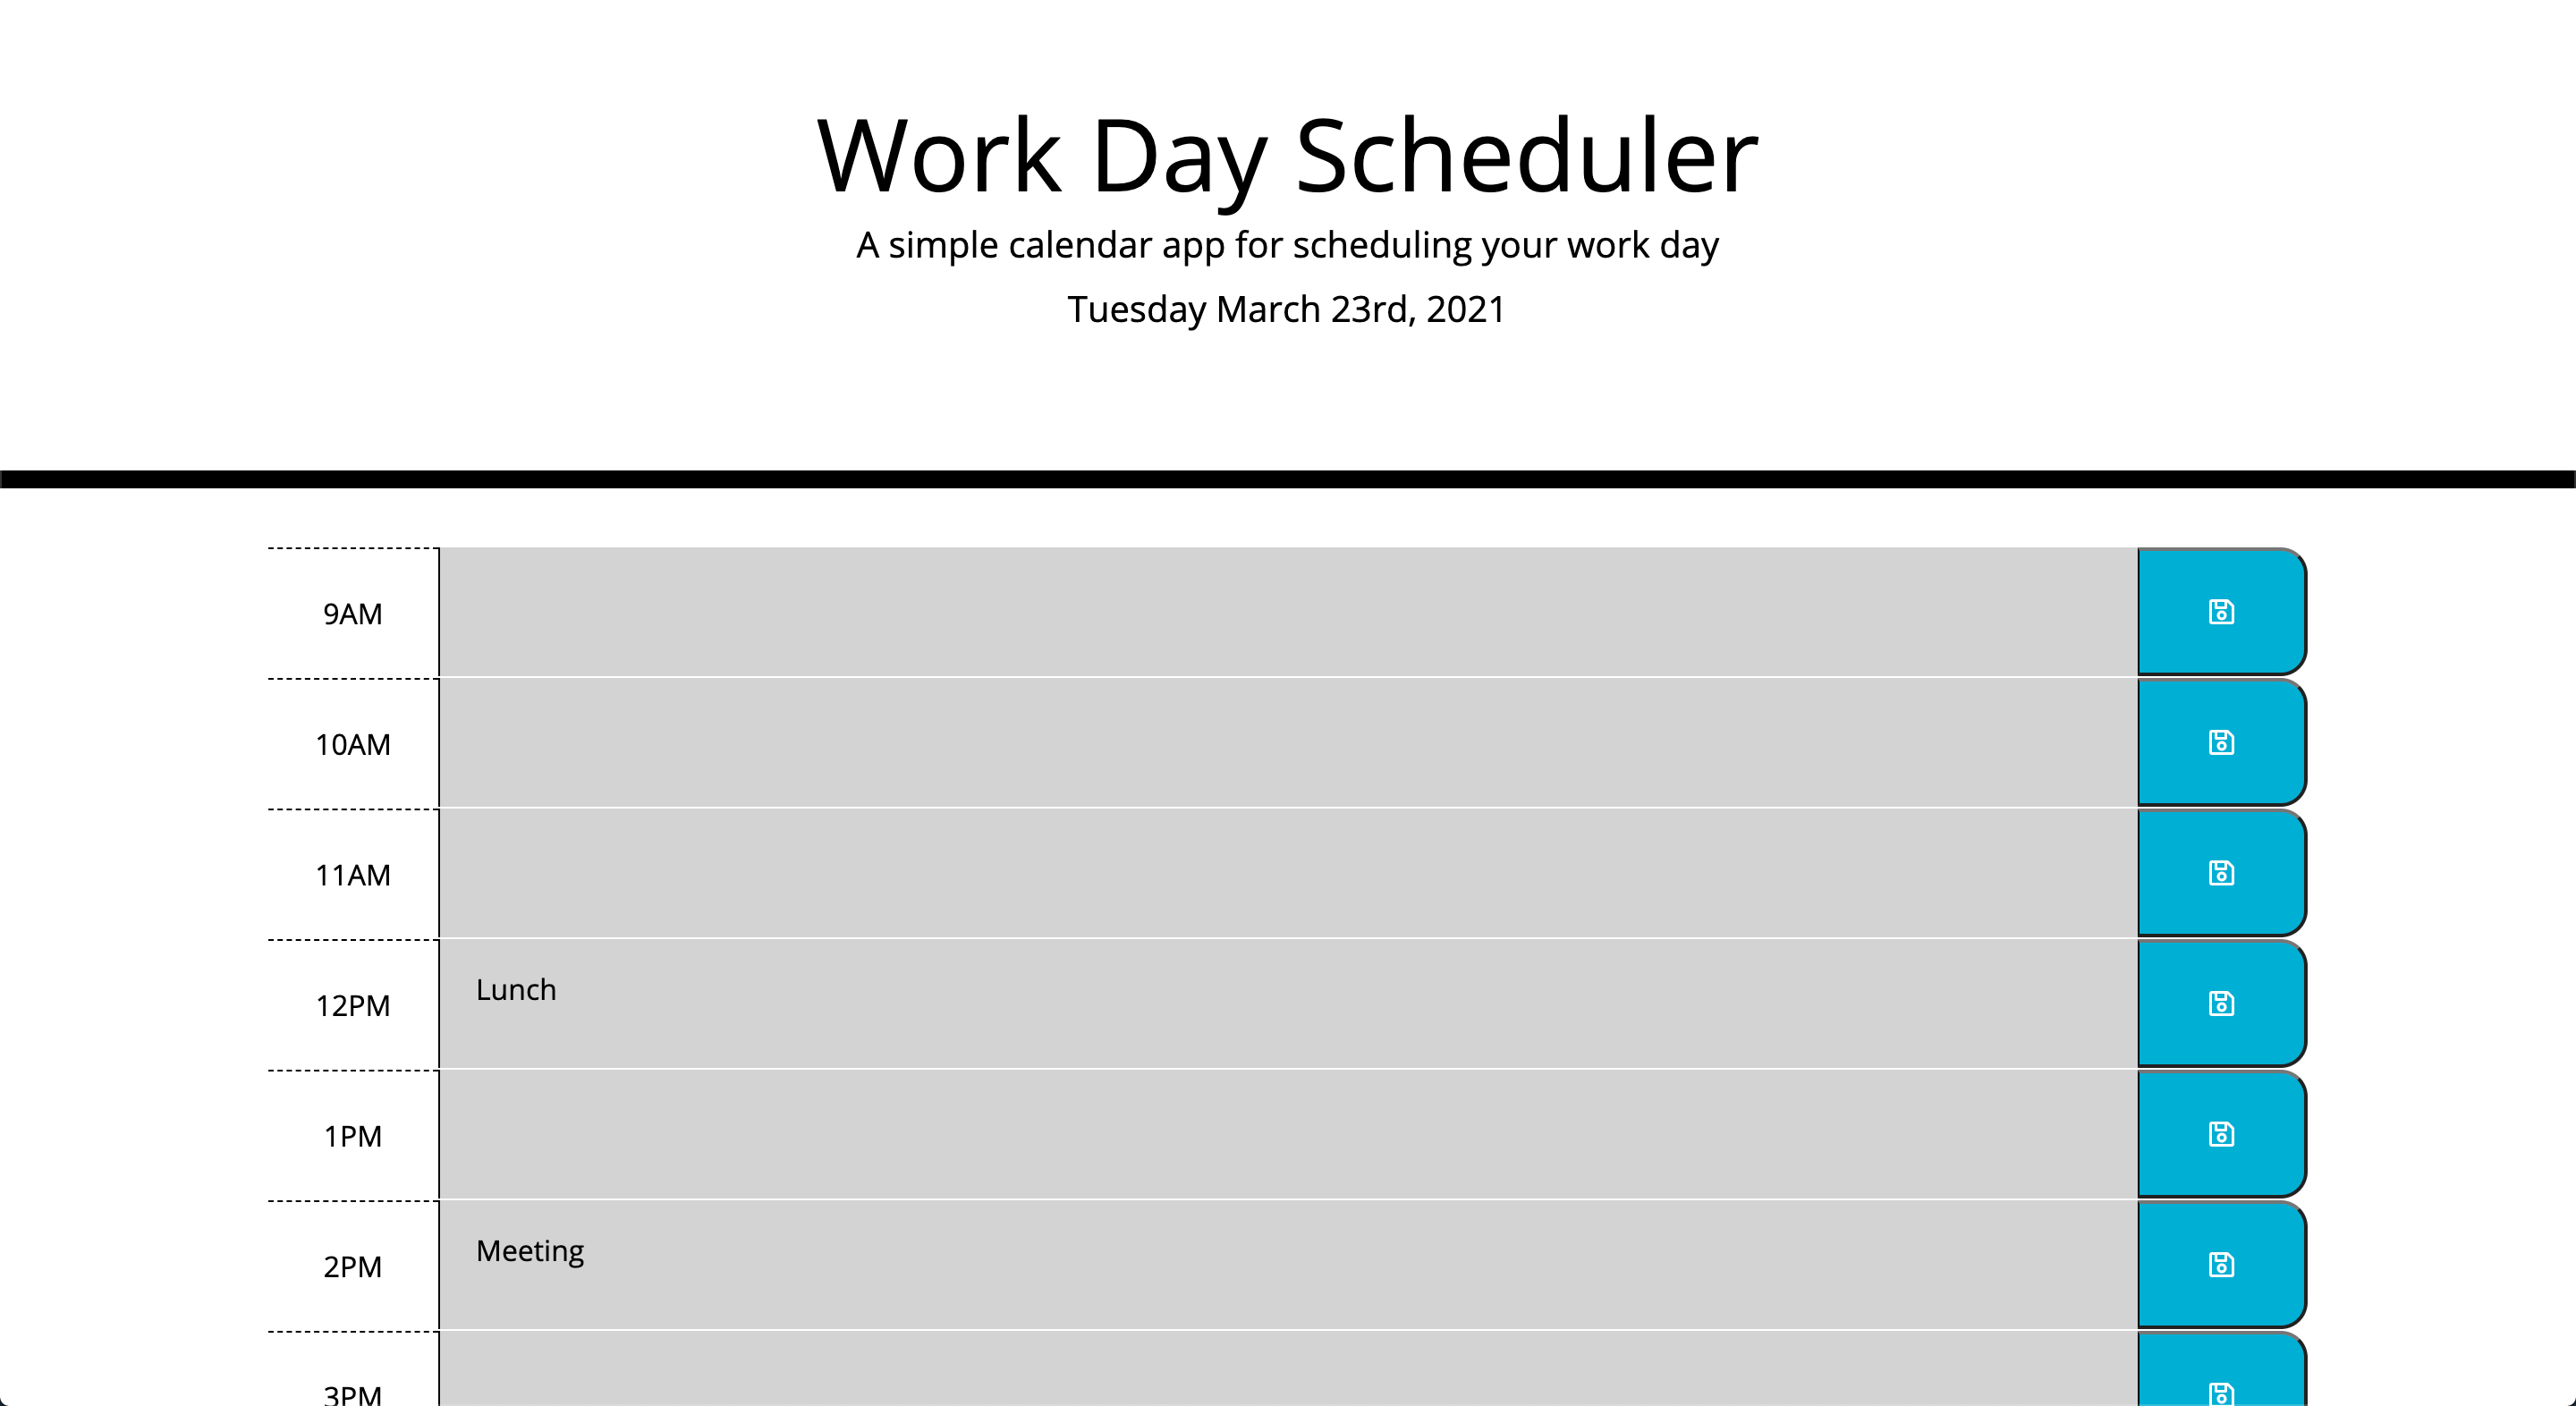 Work Day Scheduler
A simple calendar app for scheduling your work day
Tuesday March 23rd, 2021
9AM
10AM
11AM
12PM Lunch
1PM
2PM Meeting
3PM